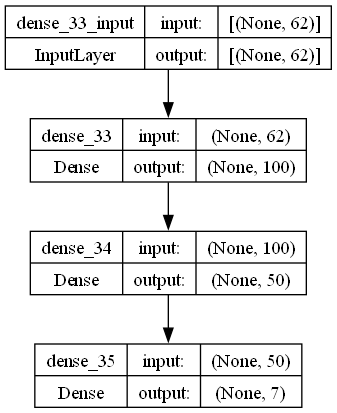 dense_33_input input: [(None, 62)]
InputLayer output: [(None, 62)]
dense_33 input: (None, 62)
Dense output: (None, 100)
dense_34 input: (None, 100)
Dense output: (None, 50)
dense_35 input: (None, 50)
Dense output: (None, 7)